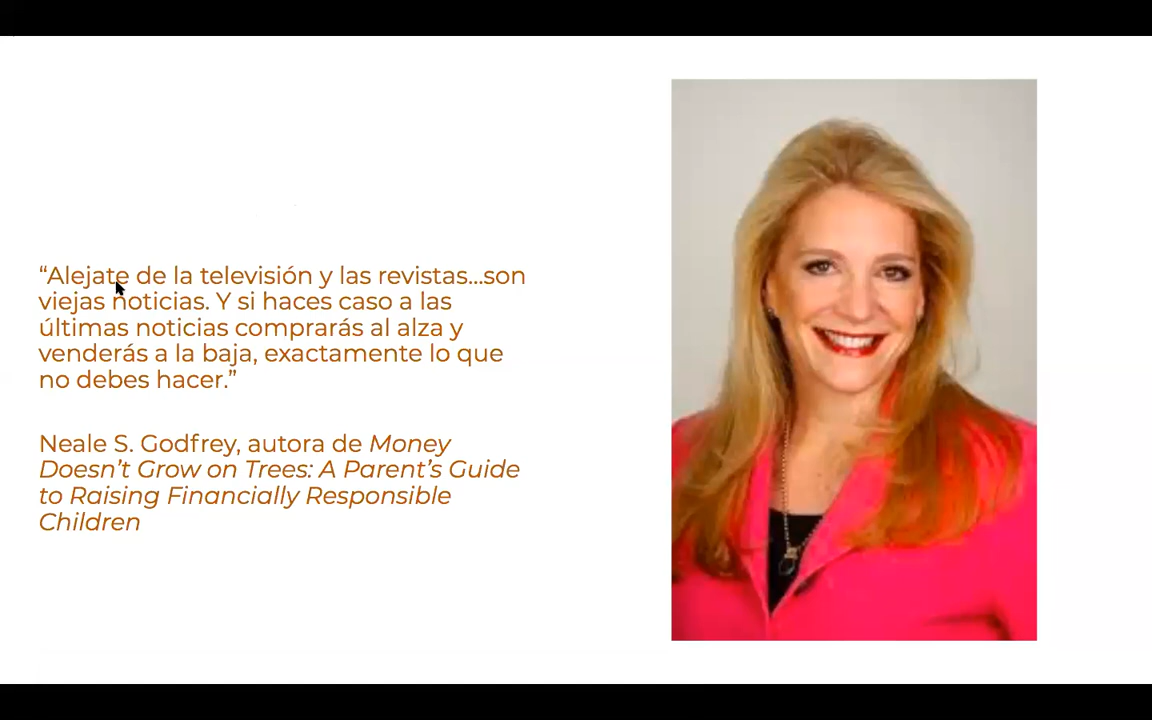 “Alejate de la televisión y las revistas...son
viejas noticias. Y si haces caso a las
últimas noticias comprarás al alza y
venderás a la baja, exactamente lo que
no debes hacer.”
Neale S. Godfrey, autora de Money
Doesn’t Grow on Trees: A Parent’s Guide
to Raising Financially Responsible
Children